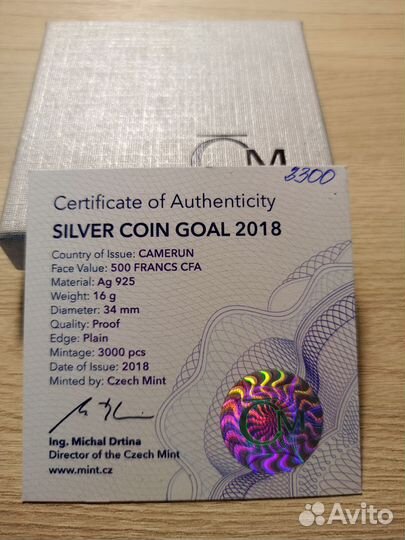 CM
2300
Certificate of Authenticity
SILVER COIN GOAL 2018
Country of Issue: CAMERUN
Face Value: 500 FRANCS CFA
Material: Ag 925
Weight: 16 g
Diameter: 34 mm
Quality: Proof
Edge: Plain
Mintage: 3000 pcs
Date of Issue: 2018
Minted by: Czech Mint
CM
Ing. Michal Drtina
Director of the Czech Mint
www.mint.cz
Avito